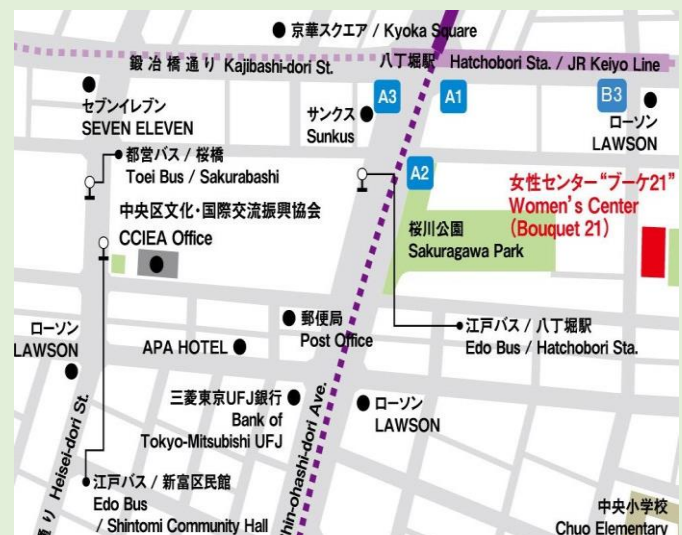 京華スクエア / Kyoka Square
鍛冶橋通り Kajibashi-dori St.
八丁堀駅 Hatchobori Sta. / JR Keiyo Line
セブンイレブン
SEVEN ELEVEN
サンクス
Sunkus
A3
A1
B3
ローソン
LAWSON
都営バス / 桜橋
Toei Bus / Sakurabashi
A2
女性センター“ブーケ21”
Women's Center
(Bouquet 21)
中央区文化・国際交流振興協会
CCIEA Office
桜川公園
Sakuragawa Park
郵便局
Post Office
江戸バス / 八丁堀駅
Edo Bus / Hatchobori Sta.
ローソン
LAWSON
APA HOTEL
三菱東京UFJ銀行
Bank of
Tokyo-Mitsubishi UFJ
ローソン
LAWSON
通り Heisei-dori St.
hin-ohashi-dori Ave.
江戸バス / 新富区民館
Edo Bus
/ Shintomi Community Hall
中央小学校
Chuo Elementary